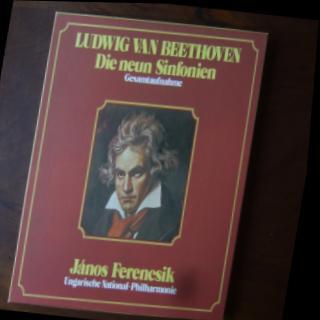 LUDWIG VAN BEETHOVEN
Die neun Sinfonien
Gesamtaufnahme
János Ferencsik
Ungarische National-Philharmonie